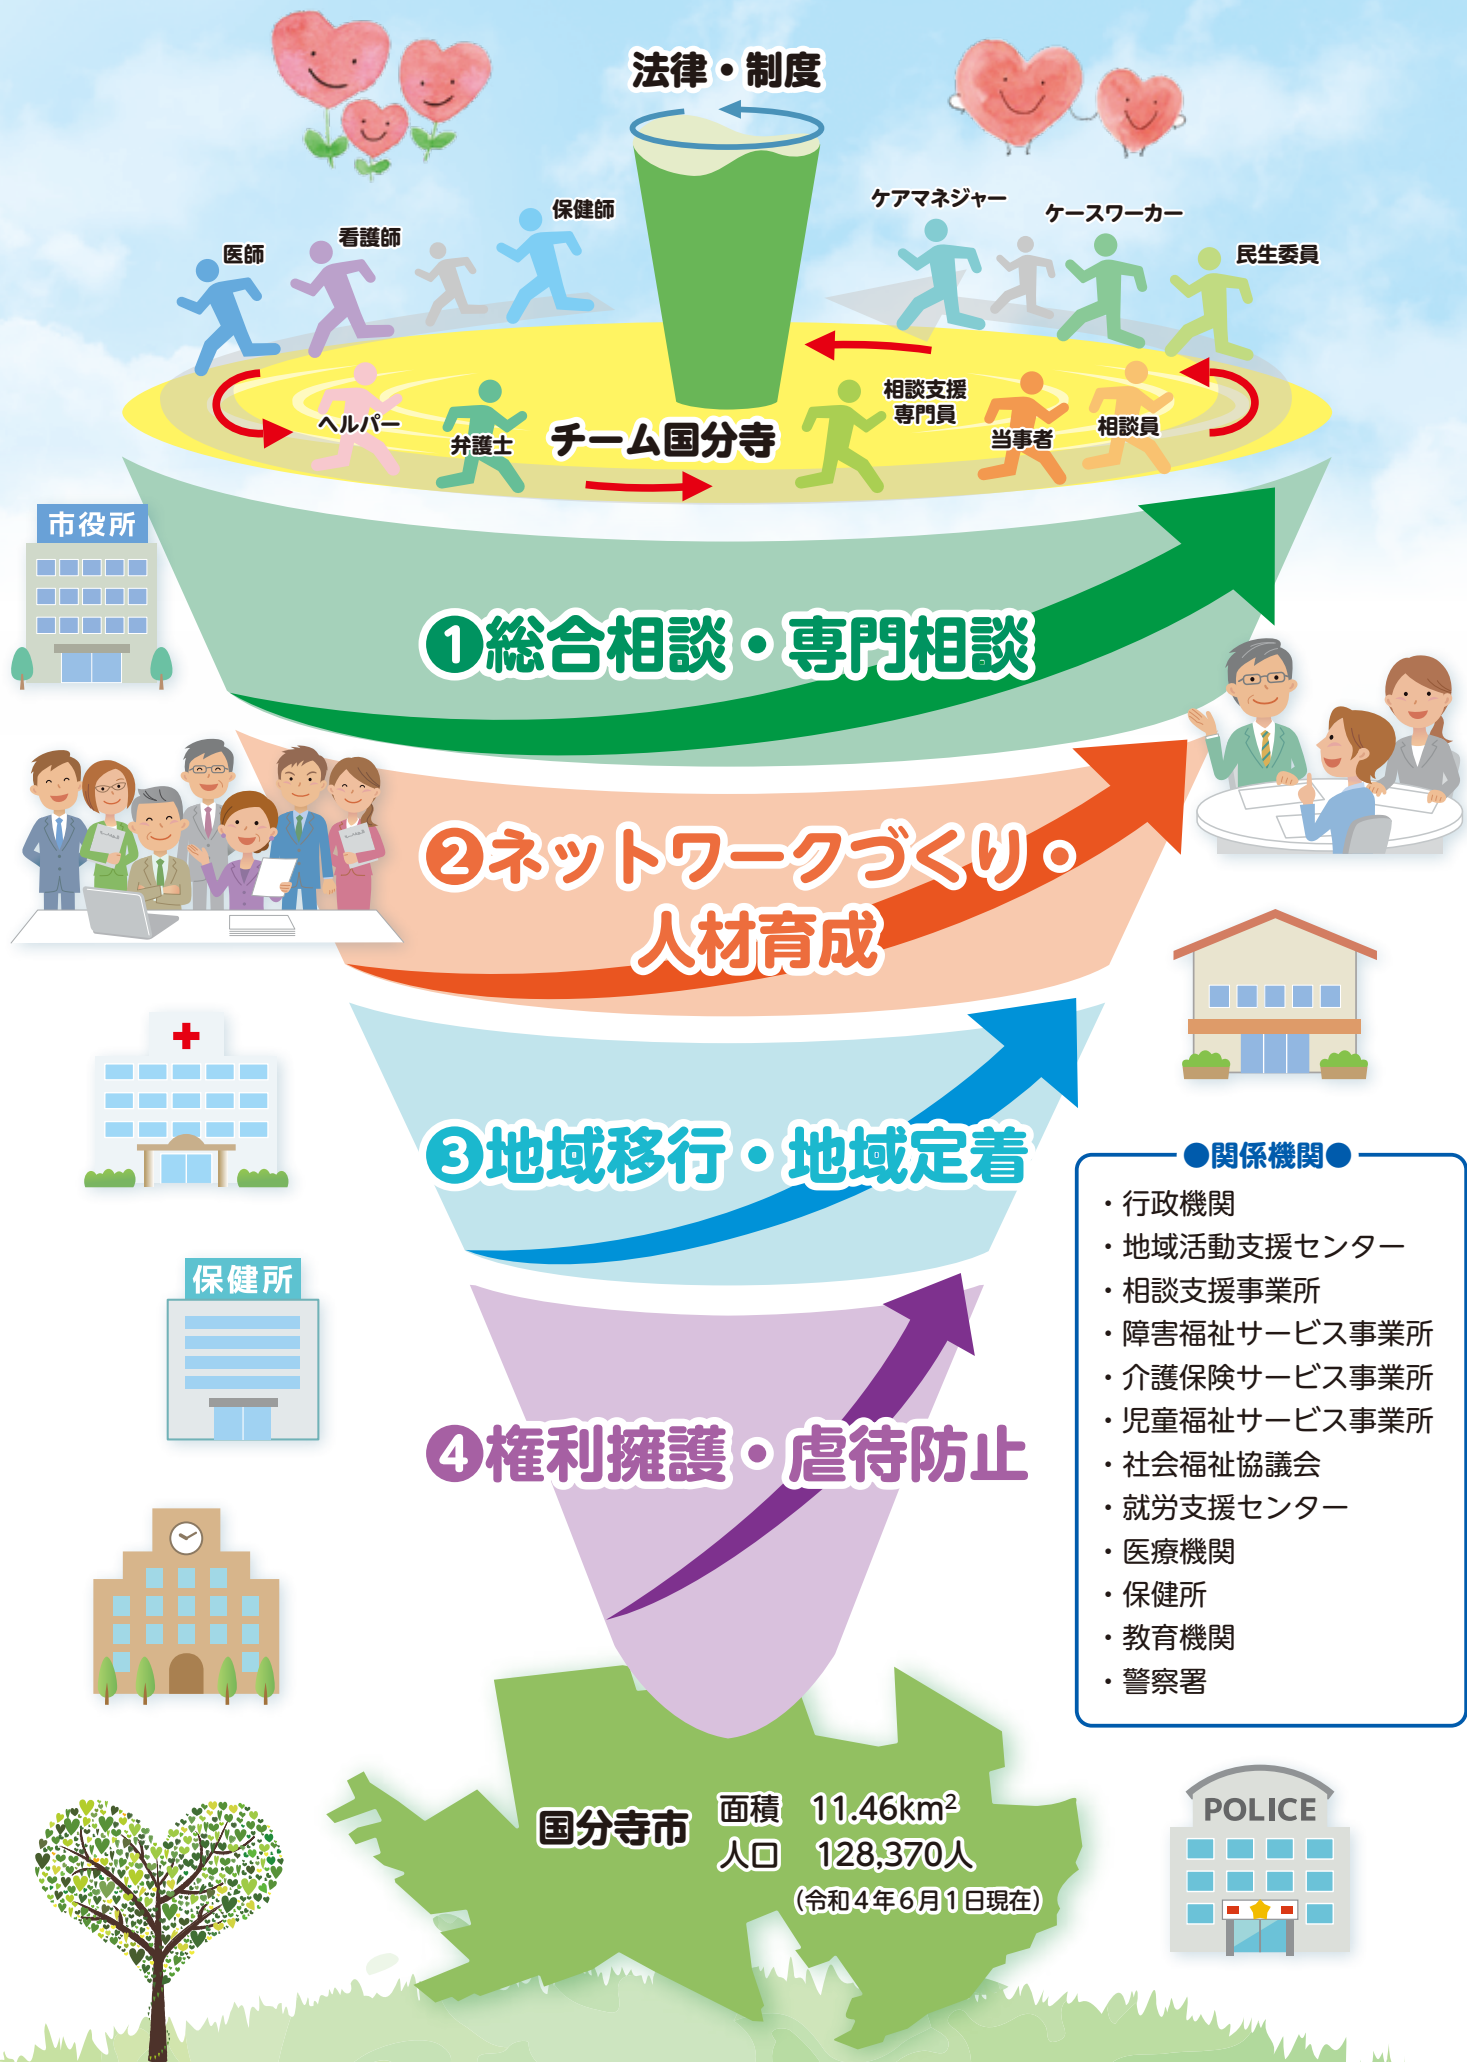 法律・制度
保健師
ケアマネジャー
ケースワーカー
看護師
医師
民生委員
ヘルパー
弁護士
チーム国分寺
相談支援
専門員
当事者
相談員
市役所
❶総合相談・専門相談
❷ネットワークづくり・
人材育成
❸地域移行・地域定着
保健所
❹権利擁護・虐待防止
●関係機関●
・行政機関
・地域活動支援センター
・相談支援事業所
・障害福祉サービス事業所
・介護保険サービス事業所
・児童福祉サービス事業所
・社会福祉協議会
・就労支援センター
・医療機関
・保健所
・教育機関
・警察署
国分寺市
面積 11.46km²
人口 128,370人
(令和4年6月1日現在)
POLICE